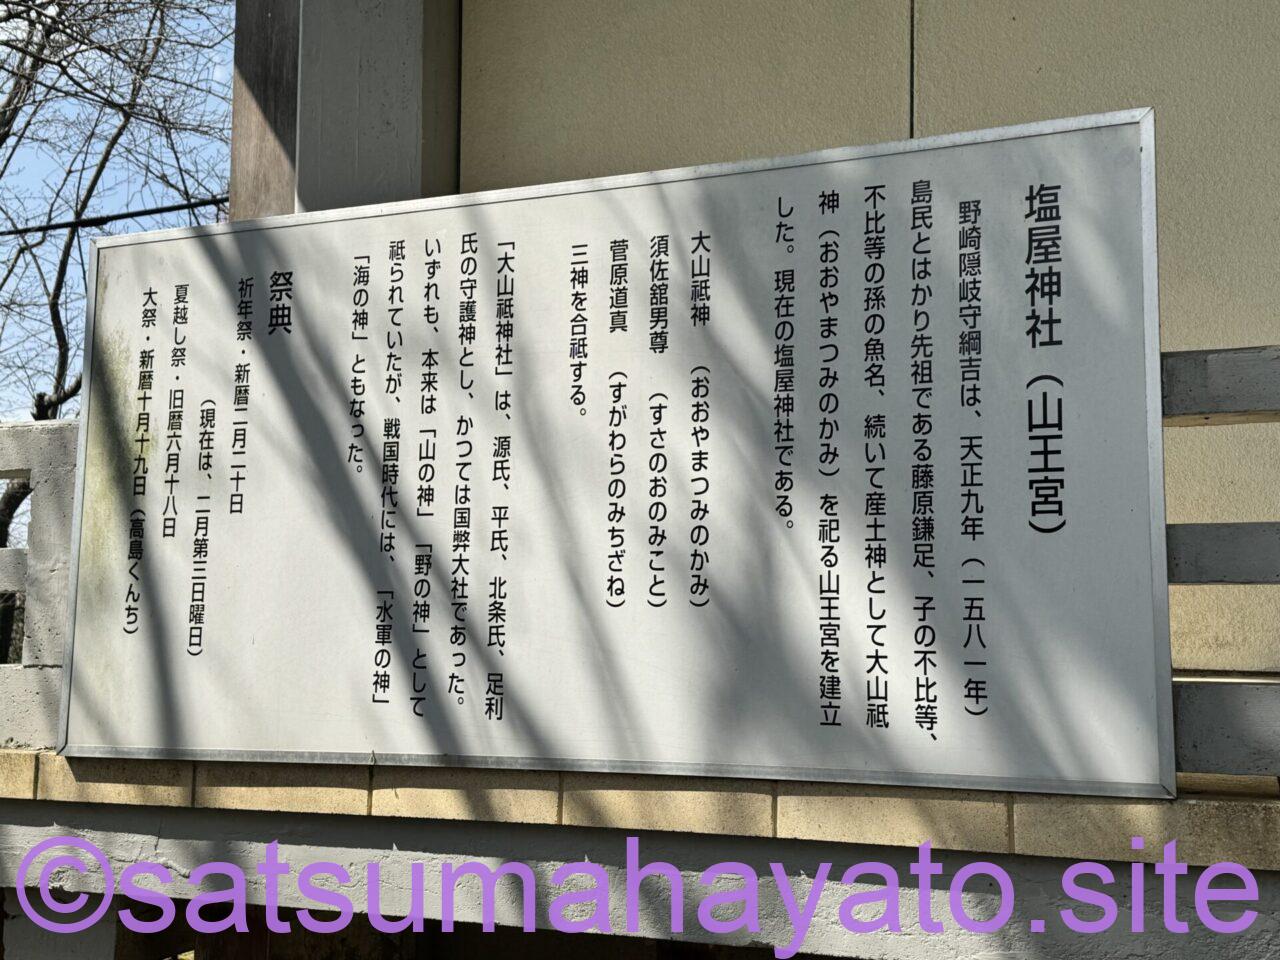 塩屋神社（山王宮）
野崎隠岐守綱吉は、天正九年（一五八一年）
島民とはかり先祖である藤原鎌足、子の不比等、
不比等の孫の魚名、続いて産土神として大山祇
神（おおやまつみのかみ）を祀る山王宮を建立
した。現在の塩屋神社である。
大山祇神　（おおやまつみのかみ）
須佐舘男尊　（すさのおのみこと）
菅原道真　（すがわらのみちざね）
三神を合祇する。
「大山祇神社」は、源氏、平氏、北条氏、足利
氏の守護神とし、かつては国弊大社であった。
いずれも、本来は「山の神」「野の神」として
祇られていたが、戦国時代には、「水軍の神」
「海の神」ともなった。
祭典
祈年祭・新暦二月二十日
（現在は、二月第三日曜日）
夏越し祭・旧暦六月十八日
大祭・新暦十月十九日（高島くんち）
©satsumahayato.site